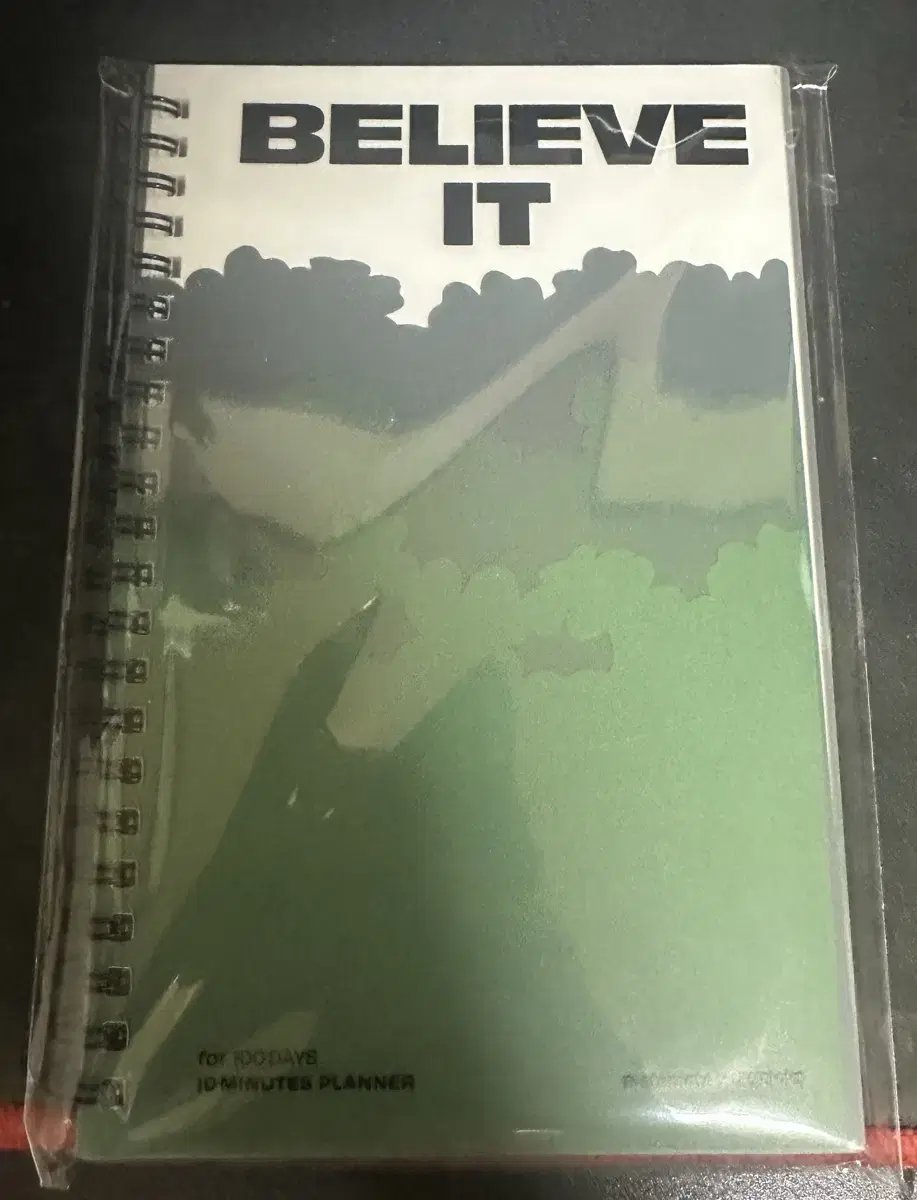 BELIEVE
IT
for 100 DAYS
10 MINUTES PLANNER